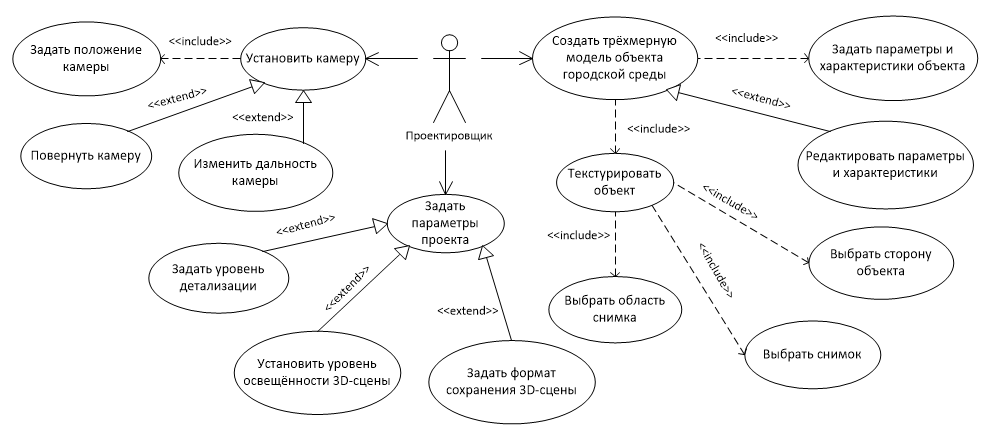 Задать положение
камеры
<<include>>
Установить камеру
Создать трёхмерную
модель объекта
городской среды
<<include>>
Задать параметры и
характеристики объекта
<<extend>>
<<extend>>
<<extend>>
Повернуть камеру
Изменить дальность
камеры
Проектировщик
<<include>>
Редактировать параметры
и характеристики
Текстурировать
объект
<<include>>
Задать
параметры
проекта
<<extend>>
<<include>>
<<include>>
Задать уровень
детализации
<<extend>>
<<extend>>
Выбрать область
снимка
Выбрать сторону
объекта
Установить уровень
освещённости 3D-сцены
Задать формат
сохранения 3D-сцены
Выбрать снимок